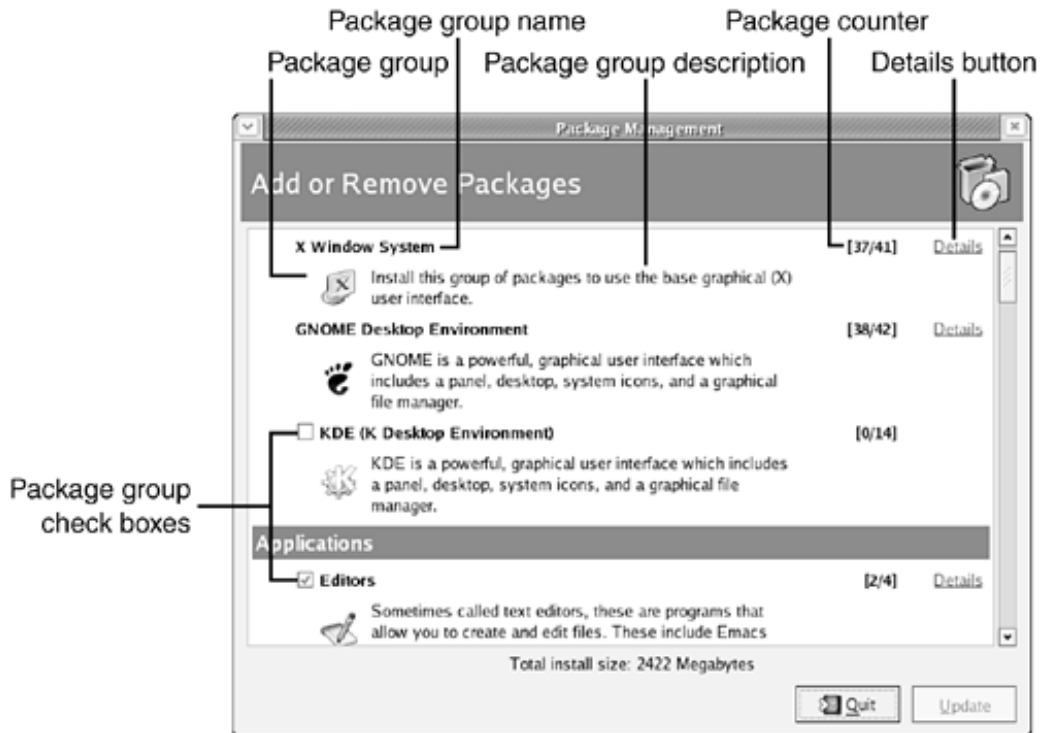 Package group name
Package counter
Package group
Package group description
Details button
Package Management
Add or Remove Packages
X Window System
[37/41]
Details
Install this group of packages to use the base graphical (X)
user interface.
GNOME Desktop Environment
[38/42]
Details
GNOME is a powerful, graphical user interface which
includes a panel, desktop, system icons, and a graphical
file manager.
KDE (K Desktop Environment)
[0/14]
KDE is a powerful, graphical user interface which includes
a panel, desktop, system icons, and a graphical file
manager.
Package group
check boxes
Applications
Editors
[2/4]
Details
Sometimes called text editors, these are programs that
allow you to create and edit files. These include Emacs
Total install size: 2422 Megabytes
Quit
Update